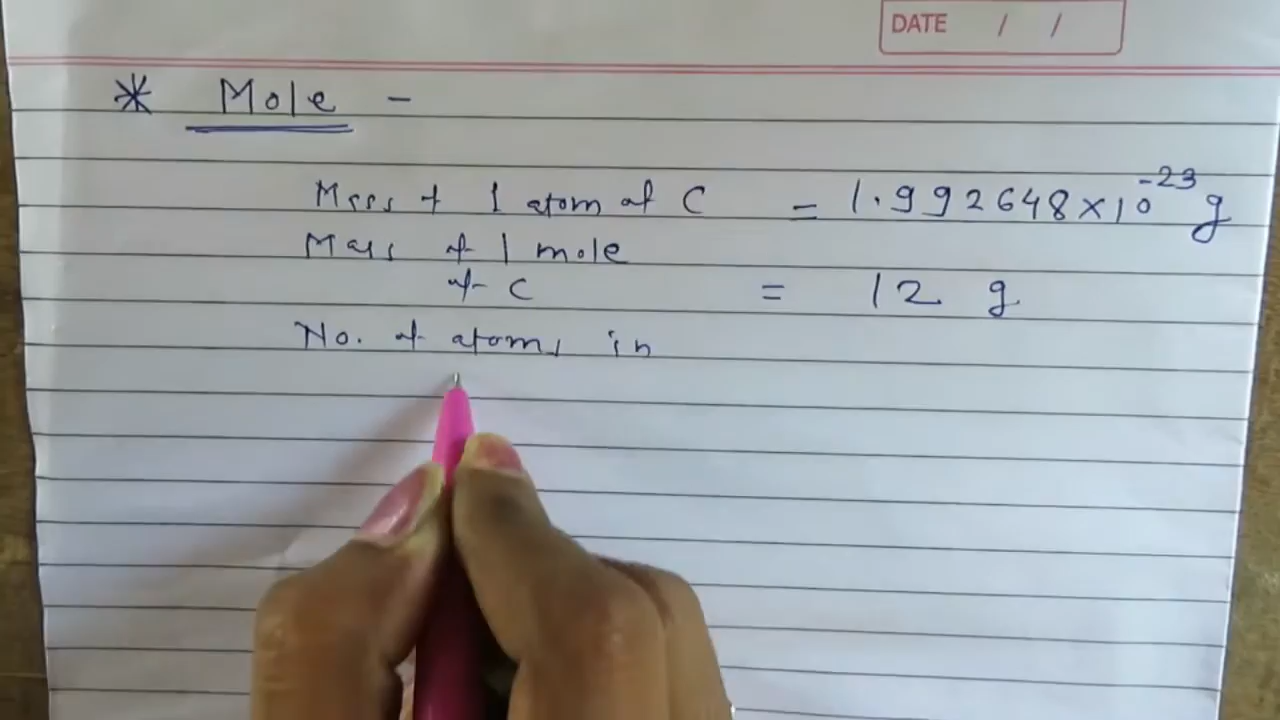 DATE / /
* Mole -
Mass of 1 atom of C = 1.992648×10⁻²³ g
Mass of 1 mole
of C = 12 g
No. of atoms in